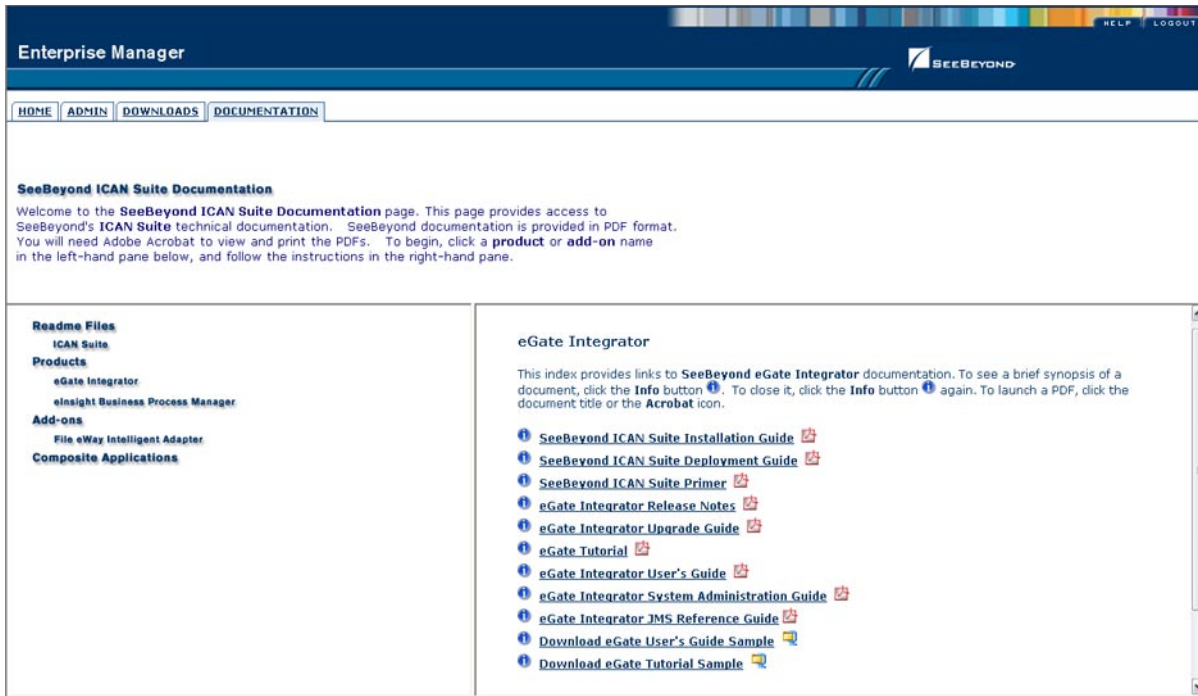 HELP LOGOUT
Enterprise Manager
SEEBEYOND
HOME ADMIN DOWNLOADS DOCUMENTATION
SeeBeyond ICAN Suite Documentation
Welcome to the SeeBeyond ICAN Suite Documentation page. This page provides access to
SeeBeyond's ICAN Suite technical documentation. SeeBeyond documentation is provided in PDF format.
You will need Adobe Acrobat to view and print the PDFs. To begin, click a product or add-on name
in the left-hand pane below, and follow the instructions in the right-hand pane.
Readme Files
ICAN Suite
Products
eGate Integrator
eInsight Business Process Manager
Add-ons
File eWay Intelligent Adapter
Composite Applications
eGate Integrator
This index provides links to SeeBeyond eGate Integrator documentation. To see a brief synopsis of a
document, click the Info button. To close it, click the Info button again. To launch a PDF, click the
document title or the Acrobat icon.
SeeBeyond ICAN Suite Installation Guide
SeeBeyond ICAN Suite Deployment Guide
SeeBeyond ICAN Suite Primer
eGate Integrator Release Notes
eGate Integrator Upgrade Guide
eGate Tutorial
eGate Integrator User's Guide
eGate Integrator System Administration Guide
eGate Integrator JMS Reference Guide
Download eGate User's Guide Sample
Download eGate Tutorial Sample